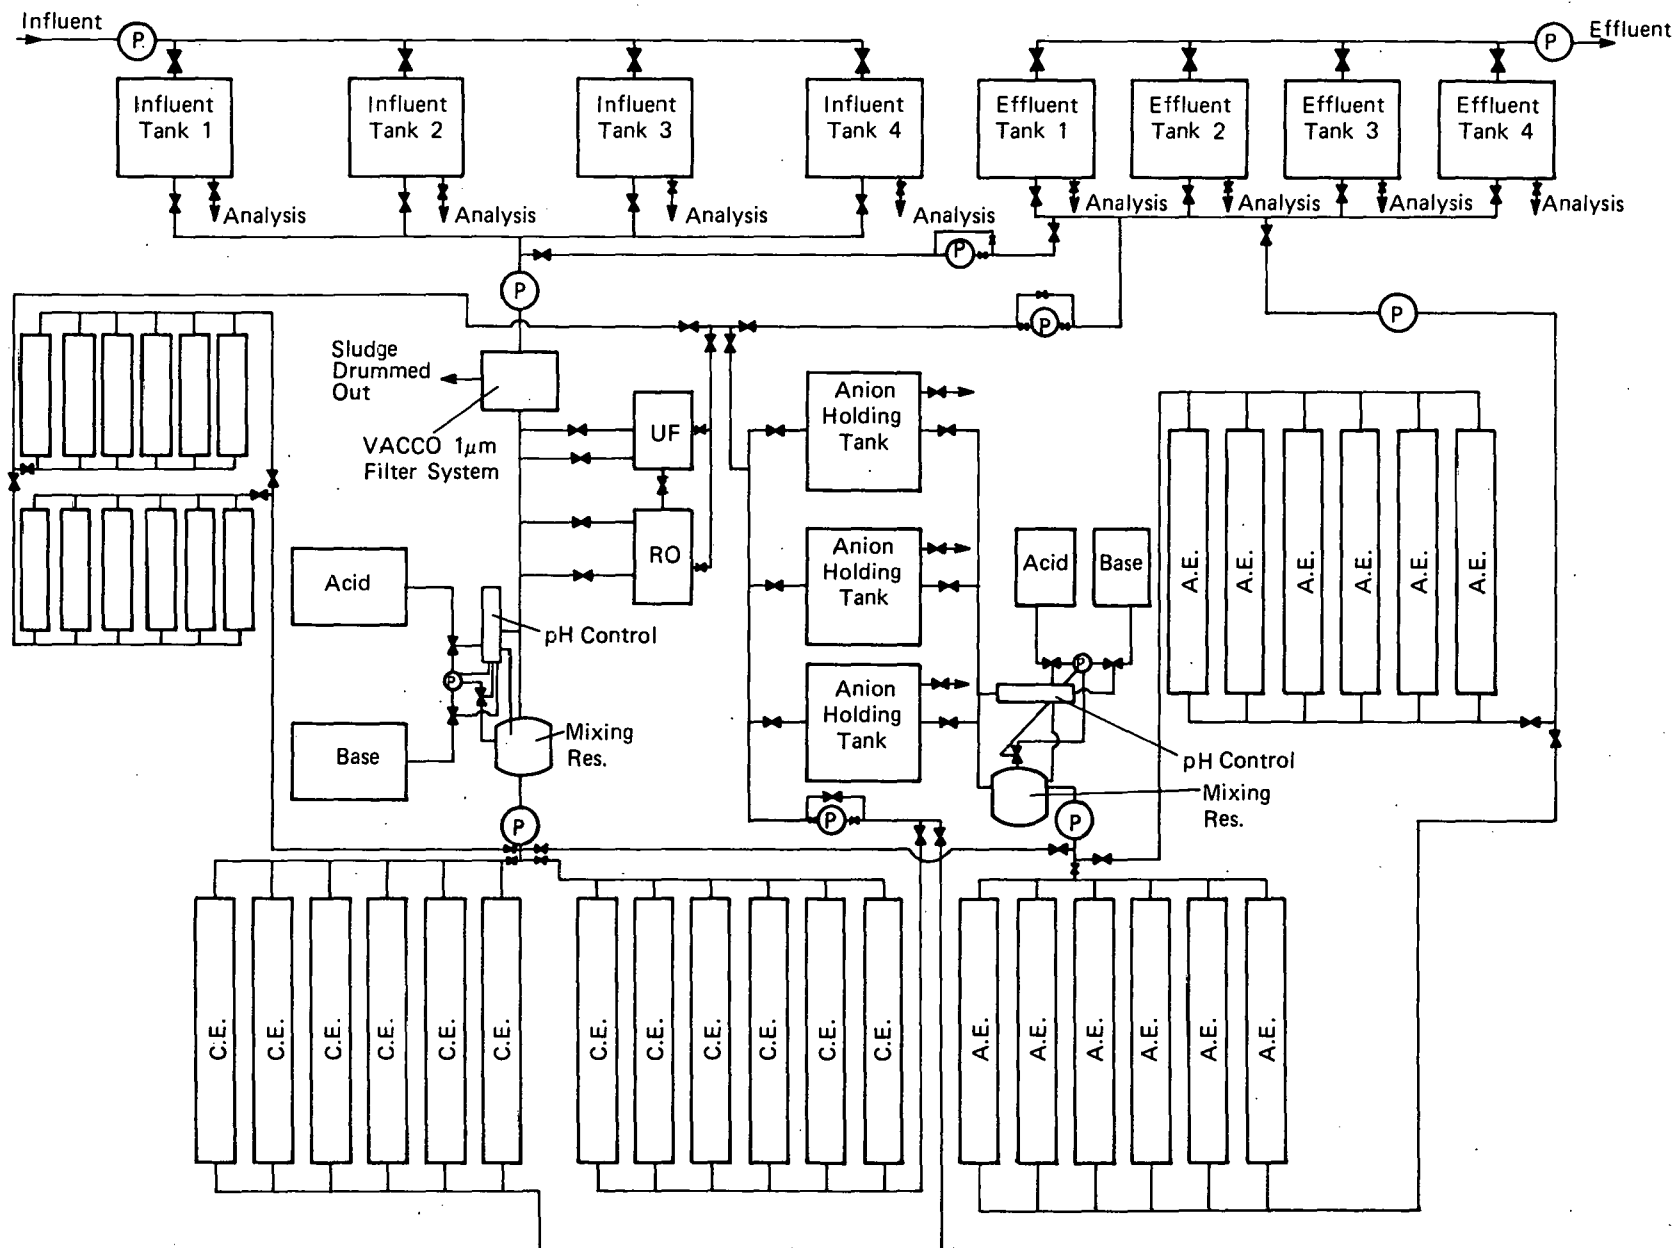 Influent
P
P
Effluent
Influent
Tank 1
Influent
Tank 2
Influent
Tank 3
Influent
Tank 4
Effluent
Tank 1
Effluent
Tank 2
Effluent
Tank 3
Effluent
Tank 4
Analysis
Analysis
Analysis
Analysis
Analysis
Analysis
Analysis
Analysis
P
P
P
P
Sludge
Drummed
Out
VACCO 1μm
Filter System
UF
RO
Anion
Holding
Tank
Anion
Holding
Tank
Anion
Holding
Tank
Acid
Base
pH Control
P
Mixing
Res.
P
Acid
Base
P
pH Control
Mixing
Res.
P
P
A.E.
A.E.
A.E.
A.E.
A.E.
A.E.
C.E.
C.E.
C.E.
C.E.
C.E.
C.E.
C.E.
C.E.
C.E.
C.E.
C.E.
C.E.
A.E.
A.E.
A.E.
A.E.
A.E.
A.E.